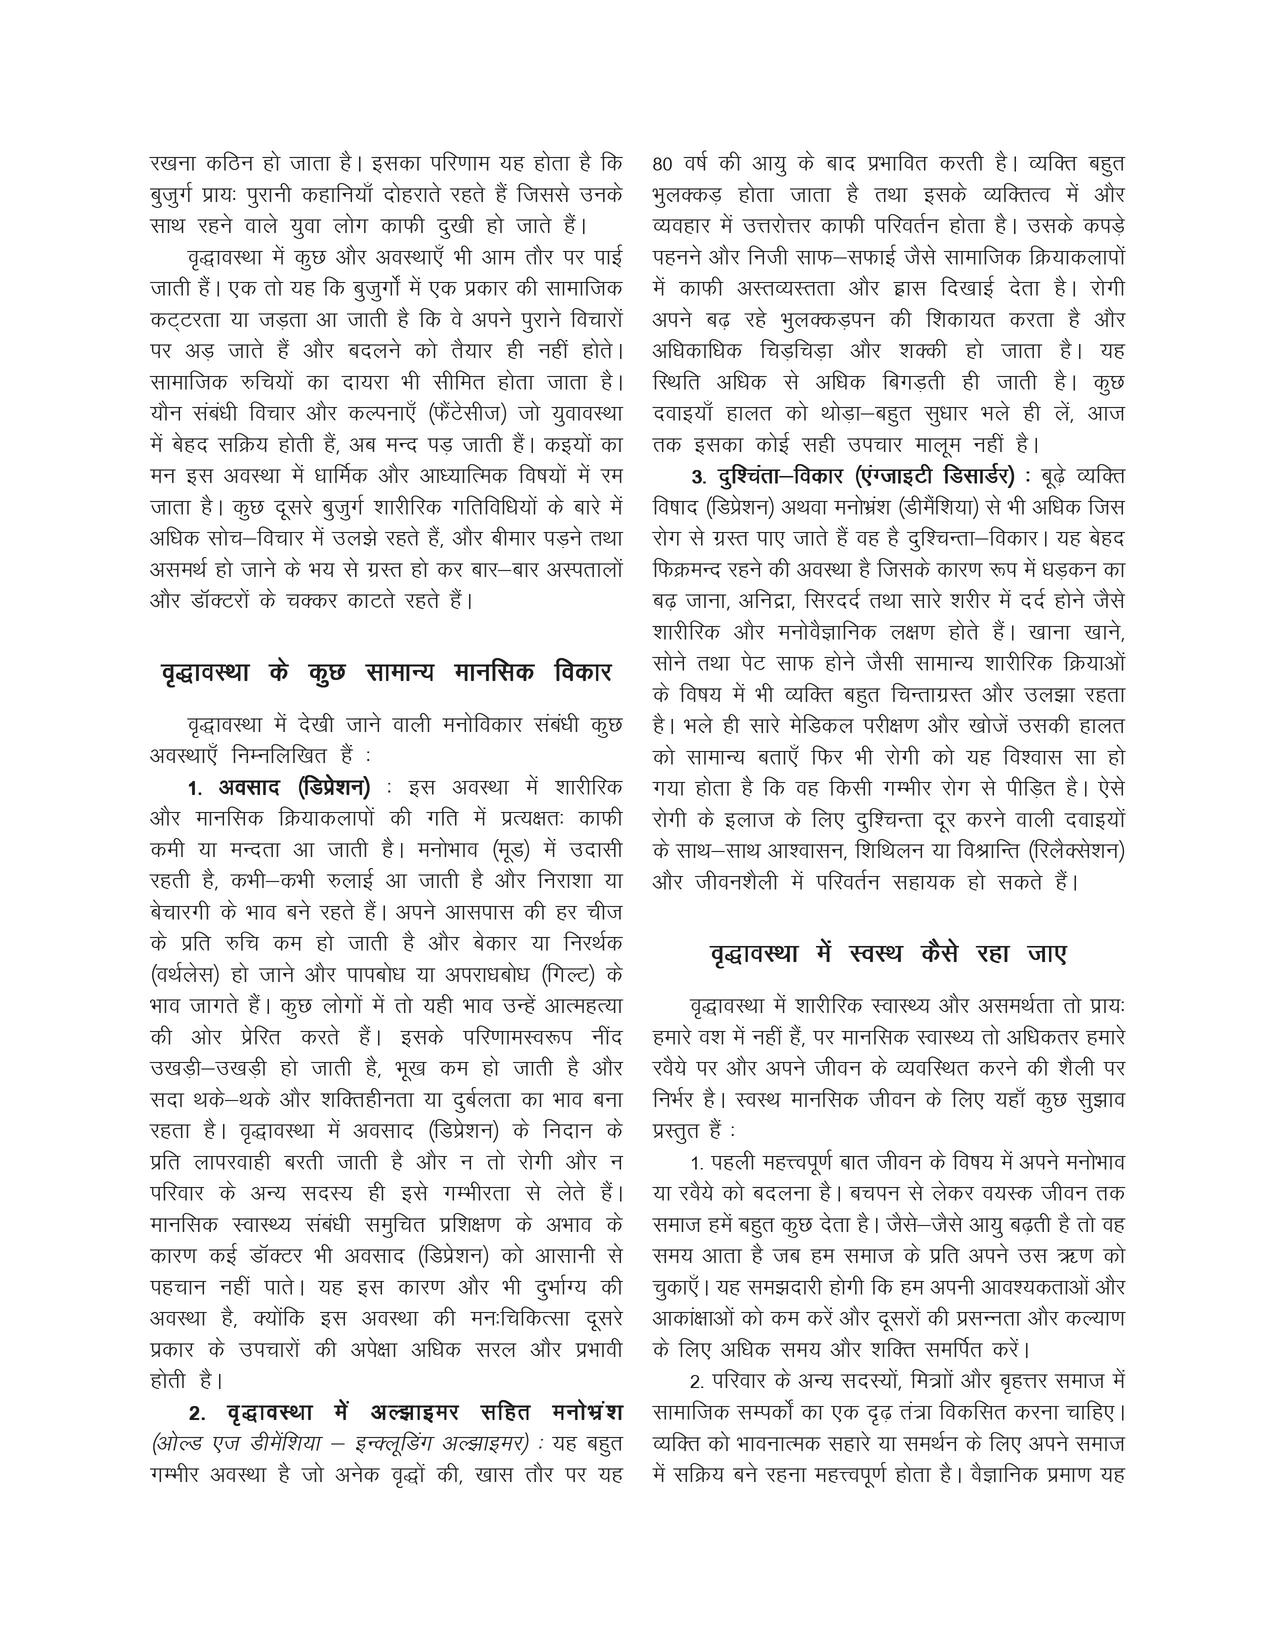 रखना कठिन हो जाता है। इसका परिणाम यह होता है कि
बुजुर्ग प्रायः पुरानी कहानियाँ दोहराते रहते हैं जिससे उनके
साथ रहने वाले युवा लोग काफी दुखी हो जाते हैं।
वृद्धावस्था में कुछ और अवस्थाएँ भी आम तौर पर पाई
जाती हैं। एक तो यह कि बुजुर्गों में एक प्रकार की सामाजिक
कट्टरता या जड़ता आ जाती है कि वे अपने पुराने विचारों
पर अड़ जाते हैं और बदलने को तैयार ही नहीं होते।
सामाजिक रुचियों का दायरा भी सीमित होता जाता है।
यौन संबंधी विचार और कल्पनाएँ (फैंटेसीज) जो युवावस्था
में बेहद सक्रिय होती हैं, अब मन्द पड़ जाती हैं। कइयों का
मन इस अवस्था में धार्मिक और आध्यात्मिक विषयों में रम
जाता है। कुछ दूसरे बुजुर्ग शारीरिक गतिविधियों के बारे में
अधिक सोच–विचार में उलझे रहते हैं, और बीमार पड़ने तथा
असमर्थ हो जाने के भय से ग्रस्त हो कर बार–बार अस्पतालों
और डॉक्टरों के चक्कर काटते रहते हैं।
वृद्धावस्था के कुछ सामान्य मानसिक विकार
वृद्धावस्था में देखी जाने वाली मनोविकार संबंधी कुछ
अवस्थाएँ निम्नलिखित हैं :
1. अवसाद (डिप्रेशन) : इस अवस्था में शारीरिक
और मानसिक क्रियाकलापों की गति में प्रत्यक्षतः काफी
कमी या मन्दता आ जाती है। मनोभाव (मूड) में उदासी
रहती है, कभी–कभी रुलाई आ जाती है और निराशा या
बेचारगी के भाव बने रहते हैं। अपने आसपास की हर चीज
के प्रति रुचि कम हो जाती है और बेकार या निरर्थक
(वर्थलेस) हो जाने और पापबोध या अपराधबोध (गिल्ट) के
भाव जागते हैं। कुछ लोगों में तो यही भाव उन्हें आत्महत्या
की ओर प्रेरित करते हैं। इसके परिणामस्वरूप नींद
उखड़ी–उखड़ी हो जाती है, भूख कम हो जाती है और
सदा थके–थके और शक्तिहीनता या दुर्बलता का भाव बना
रहता है। वृद्धावस्था में अवसाद (डिप्रेशन) के निदान के
प्रति लापरवाही बरती जाती है और न तो रोगी और न
परिवार के अन्य सदस्य ही इसे गम्भीरता से लेते हैं।
मानसिक स्वास्थ्य संबंधी समुचित प्रशिक्षण के अभाव के
कारण कई डॉक्टर भी अवसाद (डिप्रेशन) को आसानी से
पहचान नहीं पाते। यह इस कारण और भी दुर्भाग्य की
अवस्था है, क्योंकि इस अवस्था की मनःचिकित्सा दूसरे
प्रकार के उपचारों की अपेक्षा अधिक सरल और प्रभावी
होती है।
2. वृद्धावस्था में अल्झाइमर सहित मनोभ्रंश
(ओल्ड एज डीमेंशिया – इन्क्लूडिंग अल्झाइमर) : यह बहुत
गम्भीर अवस्था है जो अनेक वृद्धों की, खास तौर पर यह
80 वर्ष की आयु के बाद प्रभावित करती है। व्यक्ति बहुत
भुलक्कड़ होता जाता है तथा इसके व्यक्तित्व में और
व्यवहार में उत्तरोत्तर काफी परिवर्तन होता है। उसके कपड़े
पहनने और निजी साफ–सफाई जैसे सामाजिक क्रियाकलापों
में काफी अस्तव्यस्तता और ह्रास दिखाई देता है। रोगी
अपने बढ़ रहे भुलक्कड़पन की शिकायत करता है और
अधिकाधिक चिड़चिड़ा और शक्की हो जाता है। यह
स्थिति अधिक से अधिक बिगड़ती ही जाती है। कुछ
दवाइयाँ हालत को थोड़ा–बहुत सुधार भले ही लें, आज
तक इसका कोई सही उपचार मालूम नहीं है।
3. दुश्चिंता–विकार (एंग्जाइटी डिसार्डर) : बूढ़े व्यक्ति
विषाद (डिप्रेशन) अथवा मनोभ्रंश (डीमैंशिया) से भी अधिक जिस
रोग से ग्रस्त पाए जाते हैं वह है दुश्चिन्ता–विकार। यह बेहद
फिक्रमन्द रहने की अवस्था है जिसके कारण रूप में धड़कन का
बढ़ जाना, अनिद्रा, सिरदर्द तथा सारे शरीर में दर्द होने जैसे
शारीरिक और मनोवैज्ञानिक लक्षण होते हैं। खाना खाने,
सोने तथा पेट साफ होने जैसी सामान्य शारीरिक क्रियाओं
के विषय में भी व्यक्ति बहुत चिन्ताग्रस्त और उलझा रहता
है। भले ही सारे मेडिकल परीक्षण और खोजें उसकी हालत
को सामान्य बताएँ फिर भी रोगी को यह विश्वास सा हो
गया होता है कि वह किसी गम्भीर रोग से पीड़ित है। ऐसे
रोगी के इलाज के लिए दुश्चिन्ता दूर करने वाली दवाइयों
के साथ–साथ आश्वासन, शिथिलन या विश्रान्ति (रिलैक्सेशन)
और जीवनशैली में परिवर्तन सहायक हो सकते हैं।
वृद्धावस्था में स्वस्थ कैसे रहा जाए
वृद्धावस्था में शारीरिक स्वास्थ्य और असमर्थता तो प्रायः
हमारे वश में नहीं हैं, पर मानसिक स्वास्थ्य तो अधिकतर हमारे
रवैये पर और अपने जीवन के व्यवस्थित करने की शैली पर
निर्भर है। स्वस्थ मानसिक जीवन के लिए यहाँ कुछ सुझाव
प्रस्तुत हैं :
1. पहली महत्त्वपूर्ण बात जीवन के विषय में अपने मनोभाव
या रवैये को बदलना है। बचपन से लेकर वयस्क जीवन तक
समाज हमें बहुत कुछ देता है। जैसे–जैसे आयु बढ़ती है तो वह
समय आता है जब हम समाज के प्रति अपने उस ऋण को
चुकाएँ। यह समझदारी होगी कि हम अपनी आवश्यकताओं और
आकांक्षाओं को कम करें और दूसरों की प्रसन्नता और कल्याण
के लिए अधिक समय और शक्ति समर्पित करें।
2. परिवार के अन्य सदस्यों, मित्राों और बृहत्तर समाज में
सामाजिक सम्पर्कों का एक दृढ़ तंत्रा विकसित करना चाहिए।
व्यक्ति को भावनात्मक सहारे या समर्थन के लिए अपने समाज
में सक्रिय बने रहना महत्त्वपूर्ण होता है। वैज्ञानिक प्रमाण यह